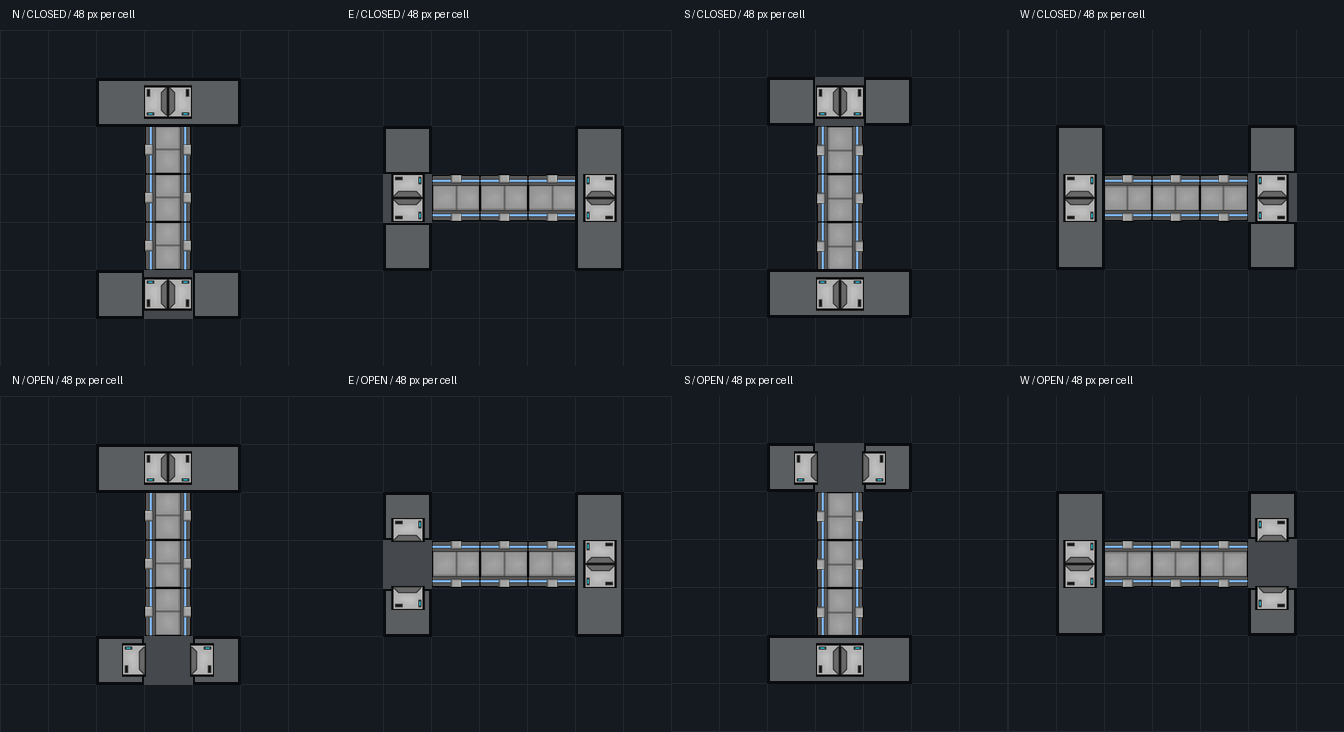 N / CLOSED / 48 px per cell
E / CLOSED / 48 px per cell
S / CLOSED / 48 px per cell
W / CLOSED / 48 px per cell
N / OPEN / 48 px per cell
E / OPEN / 48 px per cell
S / OPEN / 48 px per cell
W / OPEN / 48 px per cell